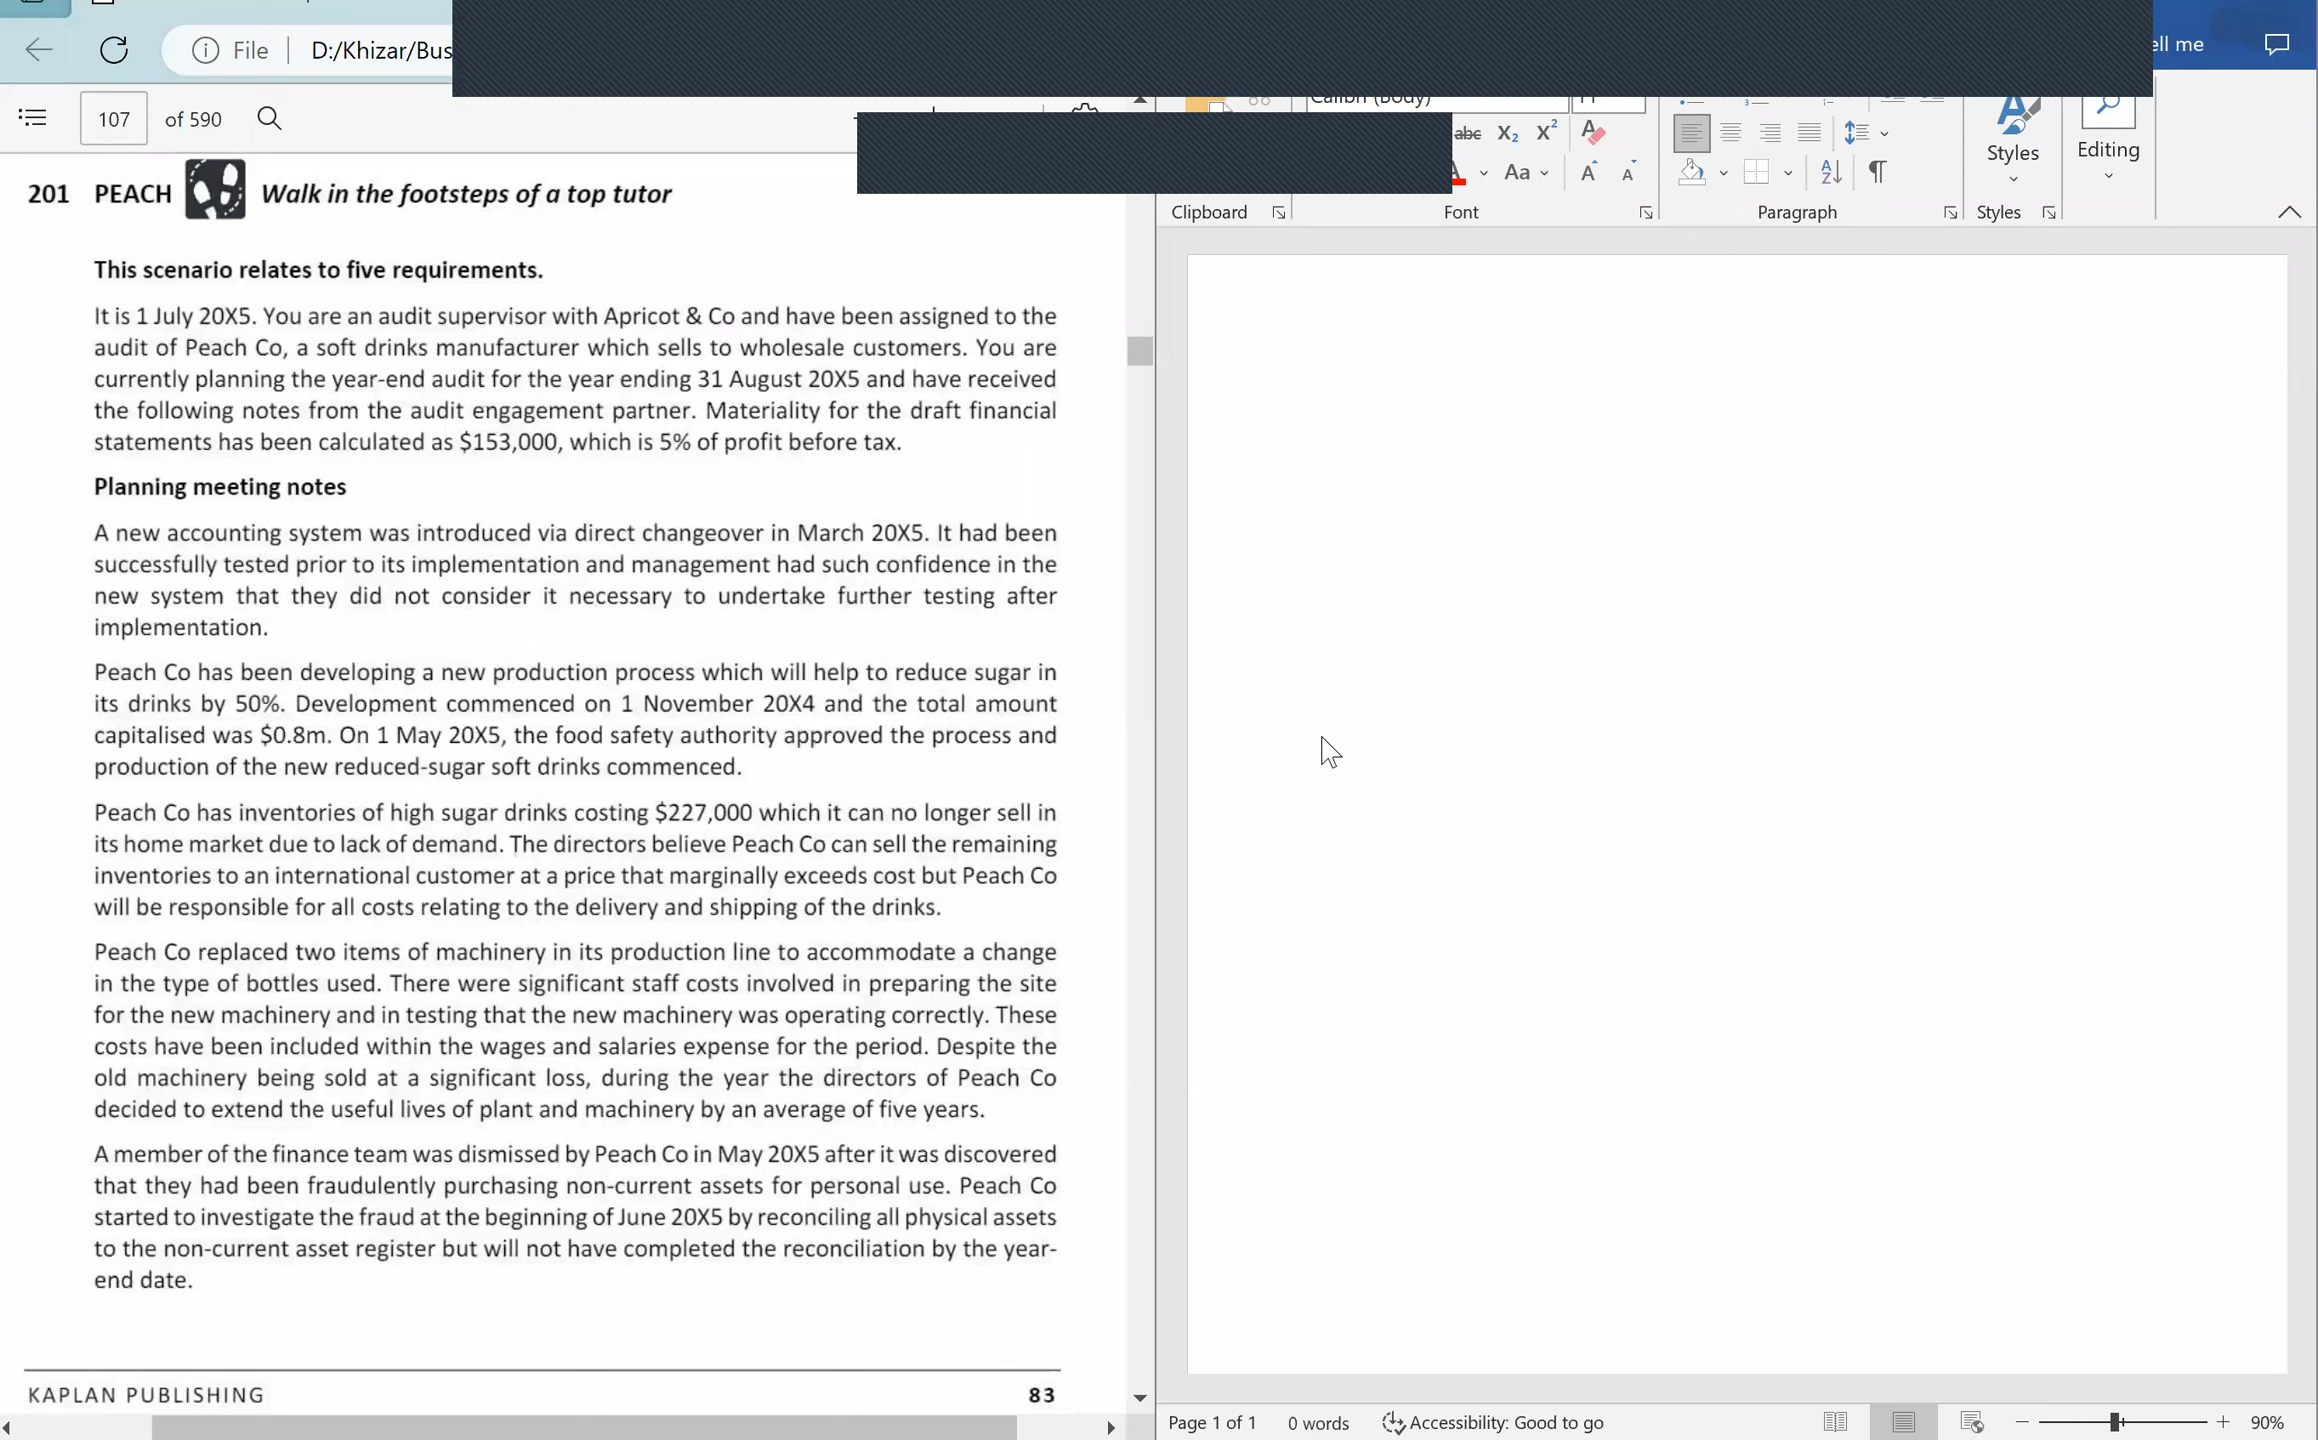 File D:/Khizar/Bus
ell me
107 of 590
abc X₂ X²
Aa
Styles
Editing
Clipboard Font Paragraph Styles
201 PEACH Walk in the footsteps of a top tutor
This scenario relates to five requirements.
It is 1 July 20X5. You are an audit supervisor with Apricot & Co and have been assigned to the
audit of Peach Co, a soft drinks manufacturer which sells to wholesale customers. You are
currently planning the year-end audit for the year ending 31 August 20X5 and have received
the following notes from the audit engagement partner. Materiality for the draft financial
statements has been calculated as $153,000, which is 5% of profit before tax.
Planning meeting notes
A new accounting system was introduced via direct changeover in March 20X5. It had been
successfully tested prior to its implementation and management had such confidence in the
new system that they did not consider it necessary to undertake further testing after
implementation.
Peach Co has been developing a new production process which will help to reduce sugar in
its drinks by 50%. Development commenced on 1 November 20X4 and the total amount
capitalised was $0.8m. On 1 May 20X5, the food safety authority approved the process and
production of the new reduced-sugar soft drinks commenced.
Peach Co has inventories of high sugar drinks costing $227,000 which it can no longer sell in
its home market due to lack of demand. The directors believe Peach Co can sell the remaining
inventories to an international customer at a price that marginally exceeds cost but Peach Co
will be responsible for all costs relating to the delivery and shipping of the drinks.
Peach Co replaced two items of machinery in its production line to accommodate a change
in the type of bottles used. There were significant staff costs involved in preparing the site
for the new machinery and in testing that the new machinery was operating correctly. These
costs have been included within the wages and salaries expense for the period. Despite the
old machinery being sold at a significant loss, during the year the directors of Peach Co
decided to extend the useful lives of plant and machinery by an average of five years.
A member of the finance team was dismissed by Peach Co in May 20X5 after it was discovered
that they had been fraudulently purchasing non-current assets for personal use. Peach Co
started to investigate the fraud at the beginning of June 20X5 by reconciling all physical assets
to the non-current asset register but will not have completed the reconciliation by the year-
end date.
KAPLAN PUBLISHING 83
Page 1 of 1 0 words Accessibility: Good to go 90%